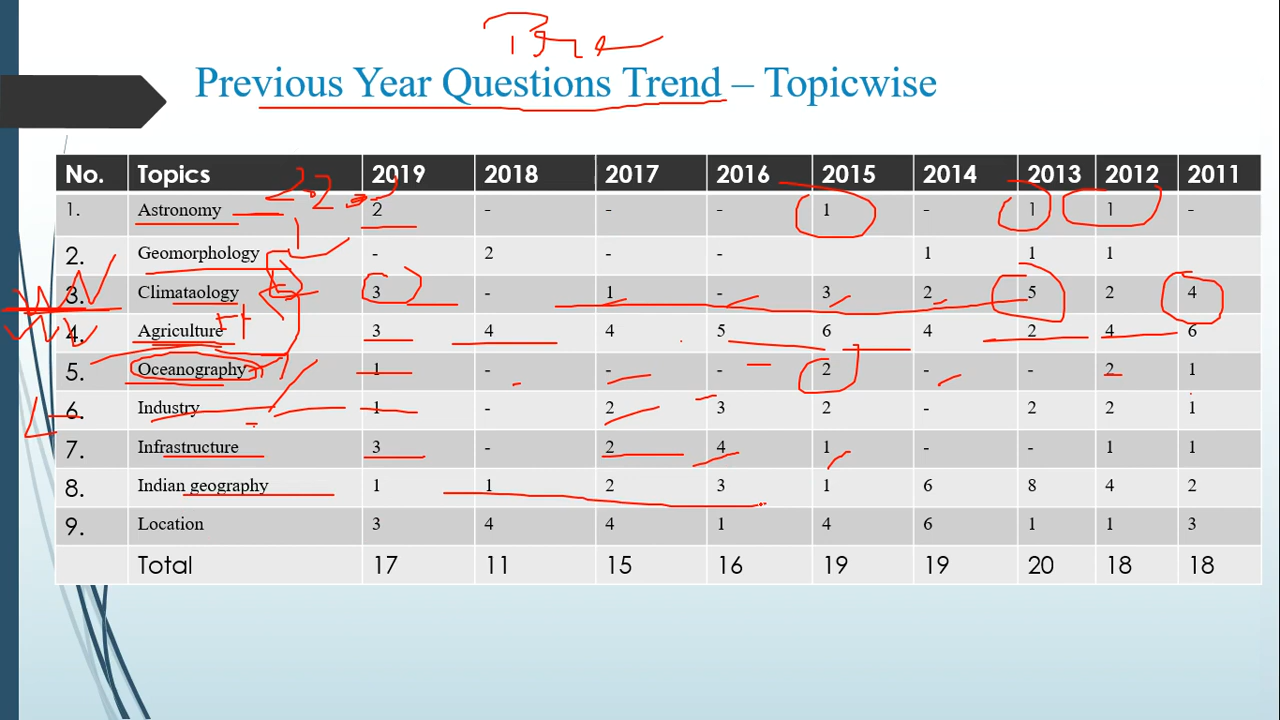 Previous Year Questions Trend – Topicwise
No. Topics 2019 2018 2017 2016 2015 2014 2013 2012 2011
1. Astronomy 2 - - - 1 - 1 1 -
2. Geomorphology - 2 - - 1 1 1
3. Climataology 3 - 1 - 3 2 5 2 4
4. Agriculture 3 4 4 5 6 4 2 4 6
5. Oceanography 1 - - - 2 - - 2 1
6. Industry 1 - 2 3 2 - 2 2 1
7. Infrastructure 3 - 2 4 1 - - 1 1
8. Indian geography 1 1 2 3 1 6 8 4 2
9. Location 3 4 4 1 4 6 1 1 3
Total 17 11 15 16 19 19 20 18 18